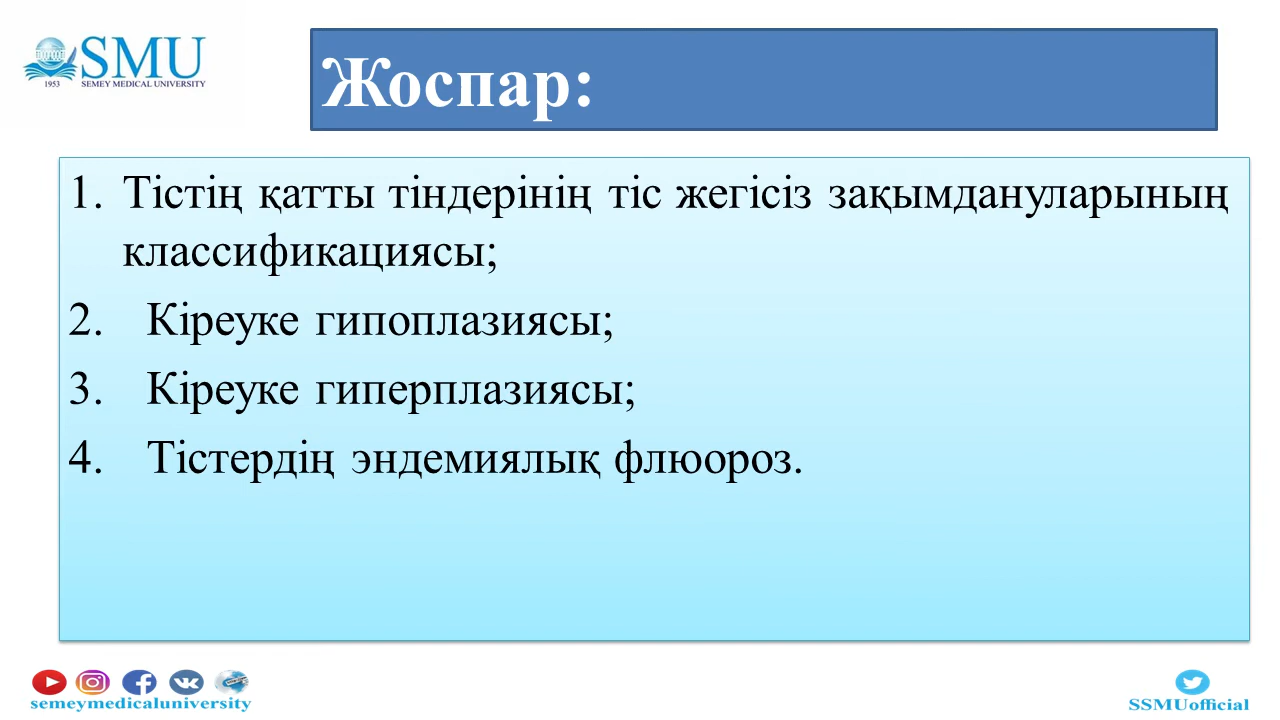 SMU
1953 SEMEY MEDICAL UNIVERSITY
Жоспар:
1. Тістің қатты тіндерінің тіс жегісіз зақымдануларының
классификациясы;
2. Кіреуке гипоплазиясы;
3. Кіреуке гиперплазиясы;
4. Тістердің эндемиялық флюороз.
semeymedicaluniversity
SSMUofficial